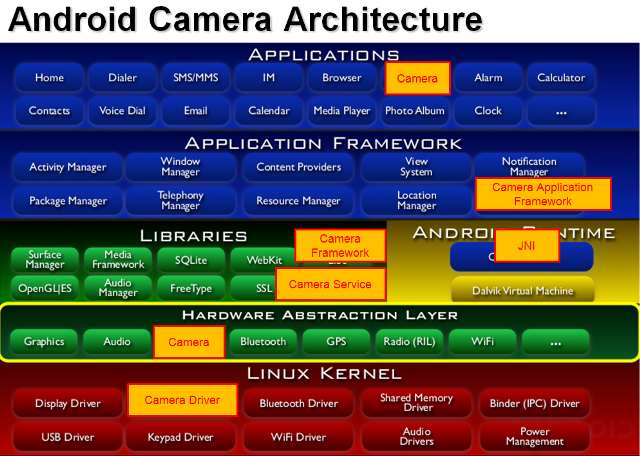 Android Camera Architecture
APPLICATIONS
Home Dialer SMS/MMS IM Browser Camera Alarm Calculator
Contacts Voice Dial Email Calendar Media Player Photo Album Clock ...
APPLICATION FRAMEWORK
Activity Manager Window Manager Content Providers View System Notification Manager
Package Manager Telephony Manager Resource Manager Location Manager Camera Application Framework
LIBRARIES
Surface Manager Media Framework SQLite WebKit Camera Framework
OpenGL|ES Audio Manager FreeType SSL Camera Service
ANDROID RUNTIME
JNI
Dalvik Virtual Machine
HARDWARE ABSTRACTION LAYER
Graphics Audio Camera Bluetooth GPS Radio (RIL) WiFi ...
LINUX KERNEL
Display Driver Camera Driver Bluetooth Driver Shared Memory Driver Binder (IPC) Driver
USB Driver Keypad Driver WiFi Driver Audio Drivers Power Management